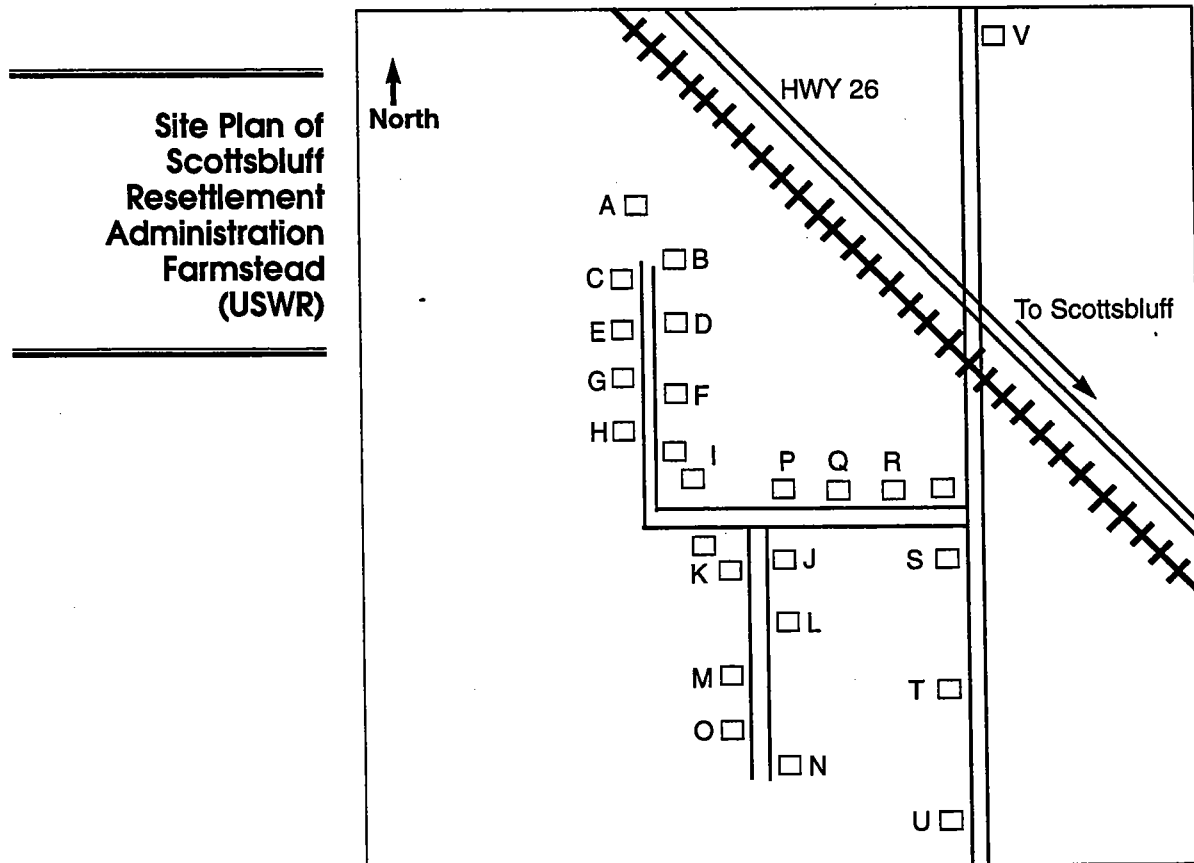 Site Plan of
Scottsbluff
Resettlement
Administration
Farmstead
(USWR)
North
HWY 26
V
A
B
C
To Scottsbluff
E
D
G
F
H
I
P
Q
R
K
J
S
L
M
T
O
N
U